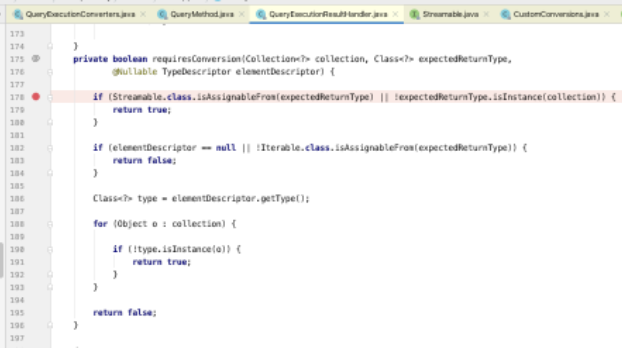 QueryExecutionConverters.java QueryMethod.java QueryExecutionResultHandler.java Streamable.java CustomConversions.java
173
174 }
175 private boolean requiresConversion(Collection<?> collection, Class<?> expectedReturnType,
176 @Nullable TypeDescriptor elementDescriptor) {
177
178 if (Streamable.class.isAssignableFrom(expectedReturnType) || !expectedReturnType.isInstance(collection)) {
179 return true;
180 }
181
182 if (elementDescriptor == null || !Iterable.class.isAssignableFrom(expectedReturnType)) {
183 return false;
184 }
185
186 Class<?> type = elementDescriptor.getType();
187
188 for (Object o : collection) {
189
190 if (!type.isInstance(o)) {
191 return true;
192 }
193 }
194
195 return false;
196 }
197